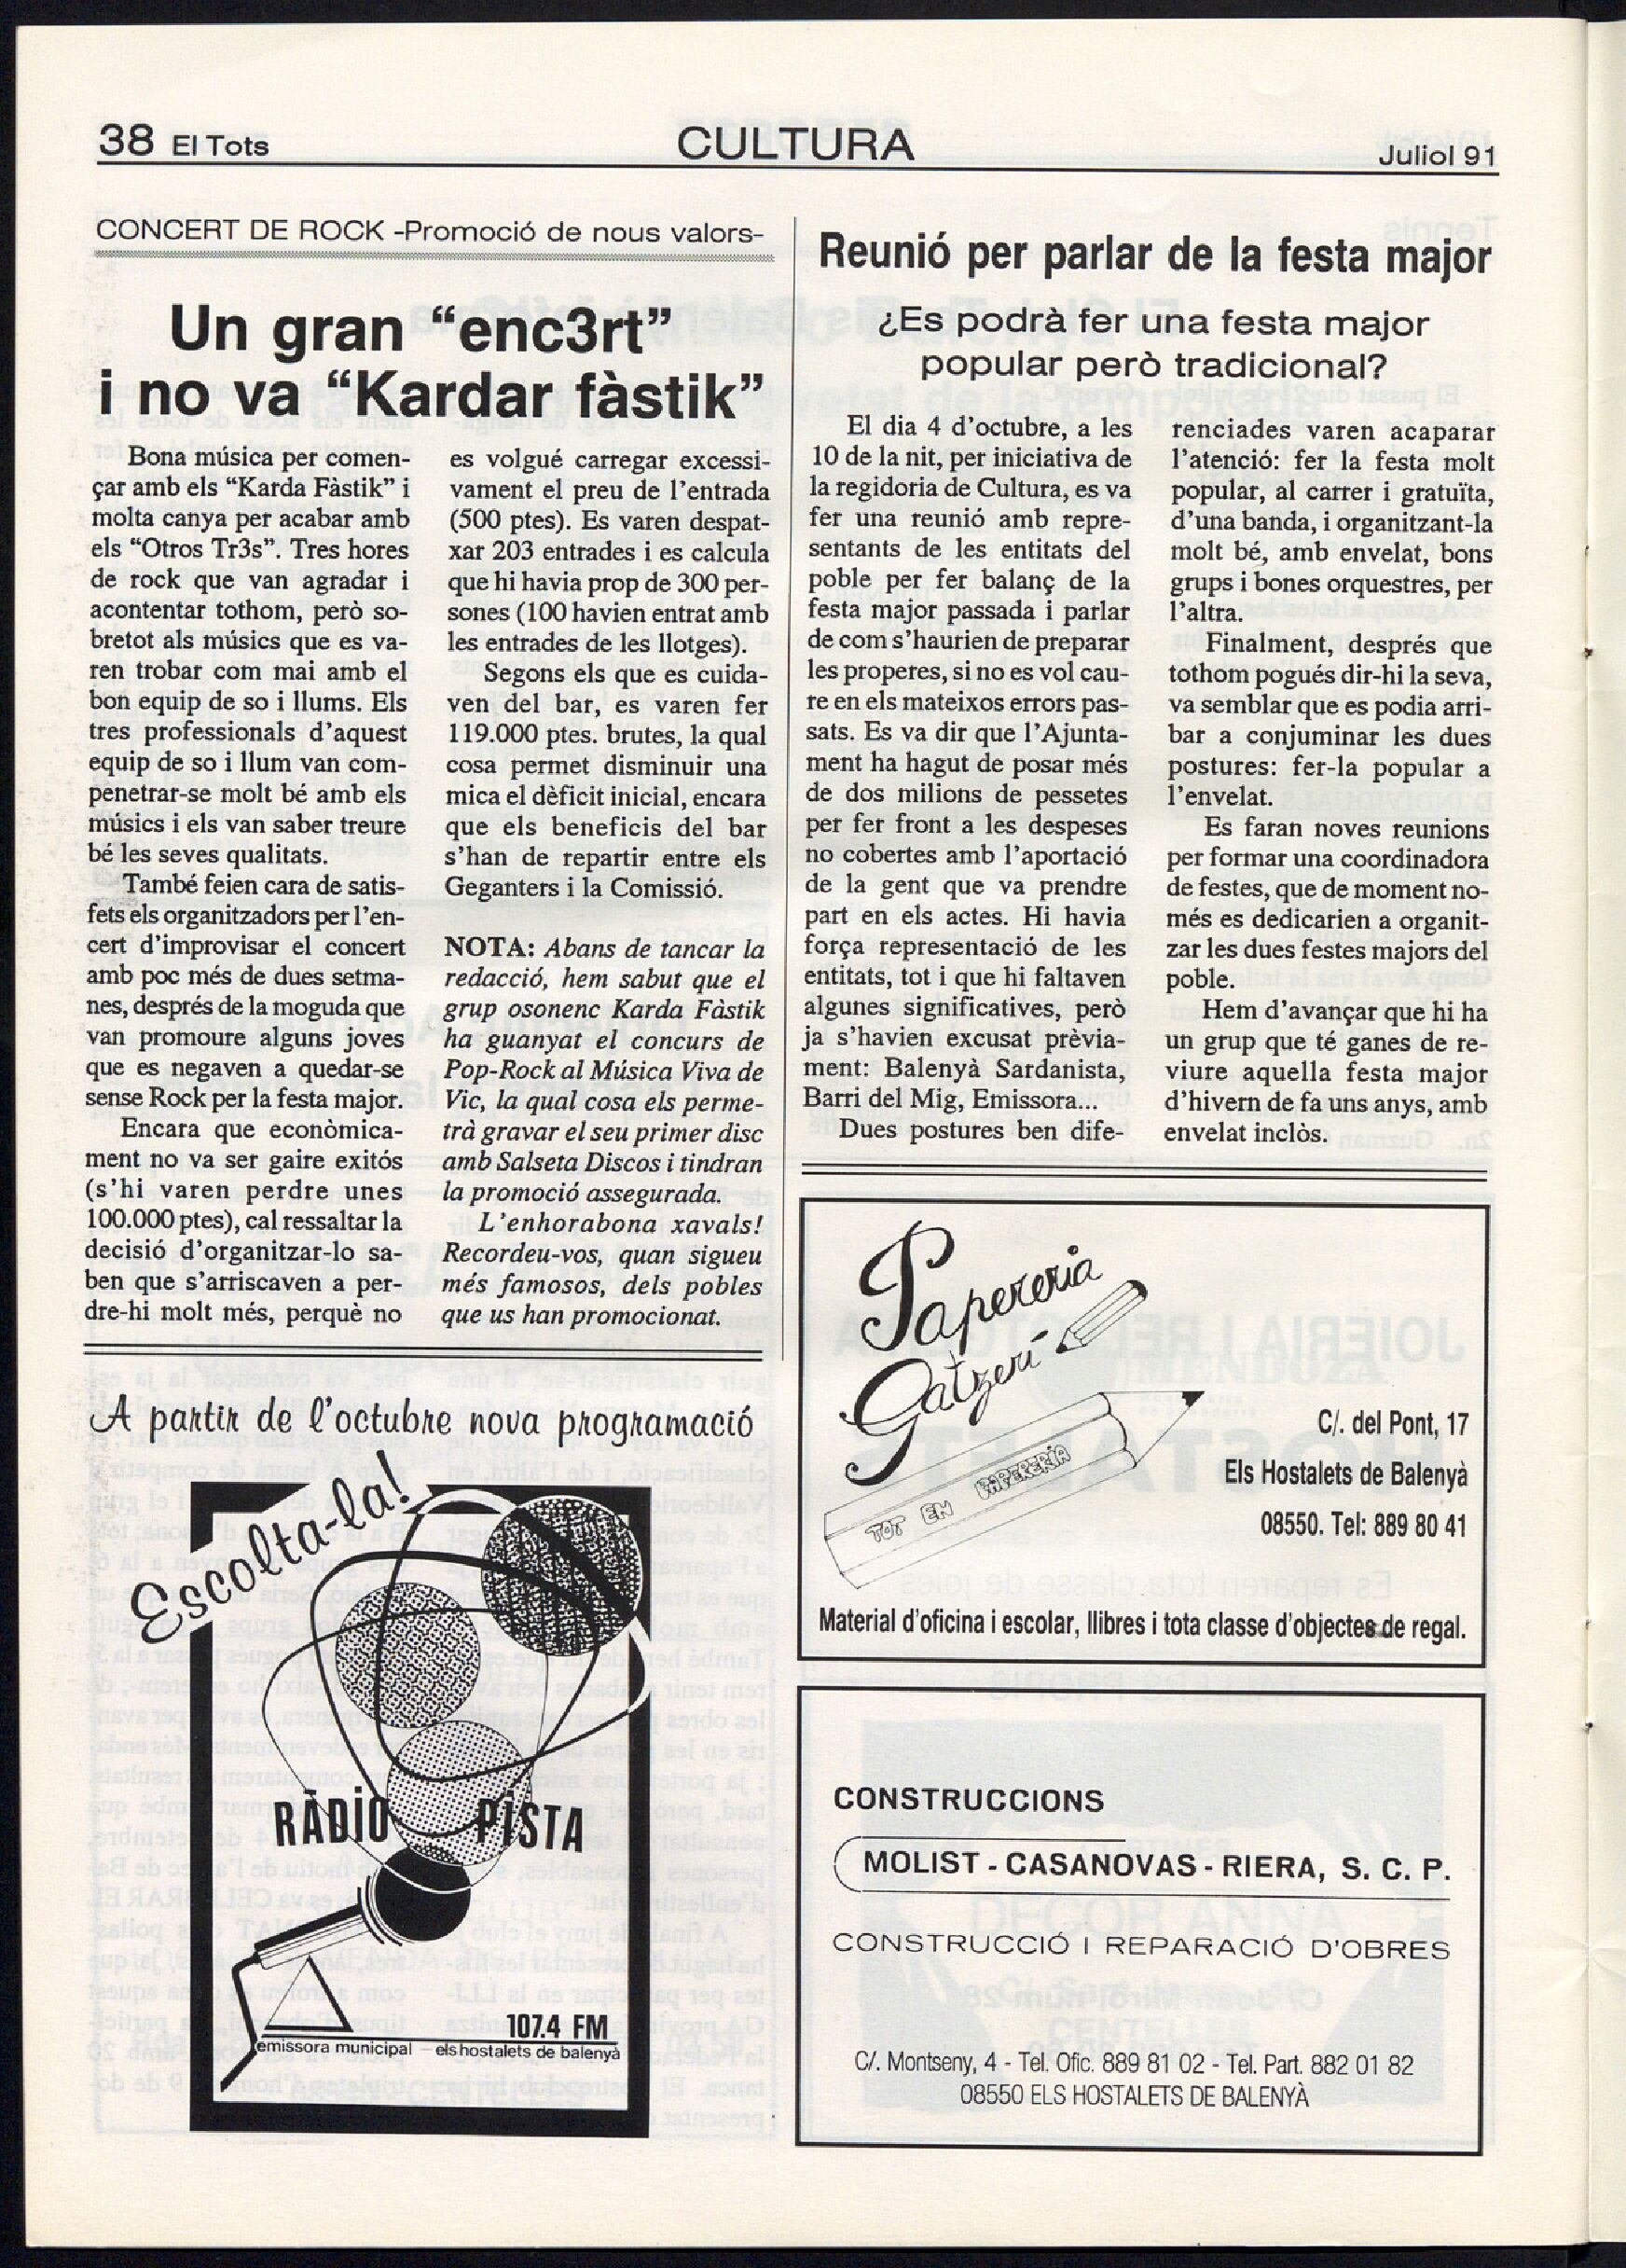 38 El Tots
CULTURA
Juliol 91
CONCERT DE ROCK -Promoció de nous valors-
Un gran “enc3rt”
i no va “Kardar fàstik”
Bona música per comen-
çar amb els “Karda Fàstik” i
molta canya per acabar amb
els “Otros Tr3s”. Tres hores
de rock que van agradar i
acontentar tothom, però so-
bretot als músics que es va-
ren trobar com mai amb el
bon equip de so i llums. Els
tres professionals d’aquest
equip de so i llum van com-
penetrar-se molt bé amb els
músics i els van saber treure
bé les seves qualitats.
També feien cara de satis-
fets els organitzadors per l’en-
cert d’improvisar el concert
amb poc més de dues setma-
nes, després de la moguda que
van promoure alguns joves
que es negaven a quedar-se
sense Rock per la festa major.
Encara que econòmica-
ment no va ser gaire exitós
(s’hi varen perdre unes
100.000 ptes), cal ressaltar la
decisió d’organitzar-lo sa-
ben que s’arriscaven a per-
dre-hi molt més, perquè no
es volgué carregar excessi-
vament el preu de l’entrada
(500 ptes). Es varen despat-
xar 203 entrades i es calcula
que hi havia prop de 300 per-
sones (100 havien entrat amb
les entrades de les llotges).
Segons els que es cuida-
ven del bar, es varen fer
119.000 ptes. brutes, la qual
cosa permet disminuir una
mica el dèficit inicial, encara
que els beneficis del bar
s’han de repartir entre els
Geganters i la Comissió.
NOTA: Abans de tancar la
redacció, hem sabut que el
grup osonenc Karda Fàstik
ha guanyat el concurs de
Pop-Rock al Música Viva de
Vic, la qual cosa els perme-
trà gravar el seu primer disc
amb Salseta Discos i tindran
la promoció assegurada.
L’enhorabona xavals!
Recordeu-vos, quan sigueu
més famosos, dels pobles
que us han promocionat.
Reunió per parlar de la festa major
¿Es podrà fer una festa major
popular però tradicional?
El dia 4 d’octubre, a les
10 de la nit, per iniciativa de
la regidoria de Cultura, es va
fer una reunió amb repre-
sentants de les entitats del
poble per fer balanç de la
festa major passada i parlar
de com s’haurien de preparar
les properes, si no es vol cau-
re en els mateixos errors pas-
sats. Es va dir que l’Ajunta-
ment ha hagut de posar més
de dos milions de pessetes
per fer front a les despeses
no cobertes amb l’aportació
de la gent que va prendre
part en els actes. Hi havia
força representació de les
entitats, tot i que hi faltaven
algunes significatives, però
ja s’havien excusat prèvia-
ment: Balenyà Sardanista,
Barri del Mig, Emissora...
Dues postures ben dife-
renciades varen acaparar
l’atenció: fer la festa molt
popular, al carrer i gratuïta,
d’una banda, i organitzant-la
molt bé, amb envelat, bons
grups i bones orquestres, per
l’altra.
Finalment, després que
tothom pogués dir-hi la seva,
va semblar que es podia arri-
bar a conjuminar les dues
postures: fer-la popular a
l’envelat.
Es faran noves reunions
per formar una coordinadora
de festes, que de moment no-
més es dedicarien a organit-
zar les dues festes majors del
poble.
Hem d’avançar que hi ha
un grup que té ganes de re-
viure aquella festa major
d’hivern de fa uns anys, amb
envelat inclòs.
A partir de l’octubre nova programació
Escolta-la!
RÀDIO PISTA
107.4 FM
emissora municipal – els hostalets de balenyà
Papereria
Gatzerí
TOT EN PAPERERÍA
C/. del Pont, 17
Els Hostalets de Balenyà
08550. Tel: 889 80 41
Material d’oficina i escolar, llibres i tota classe d’objectes de regal.
CONSTRUCCIONS
MOLIST - CASANOVAS - RIERA, S. C. P.
CONSTRUCCIÓ I REPARACIÓ D’OBRES
C/. Montseny, 4 - Tel. Ofic. 889 81 02 - Tel. Part. 882 01 82
08550 ELS HOSTALETS DE BALENYÀ